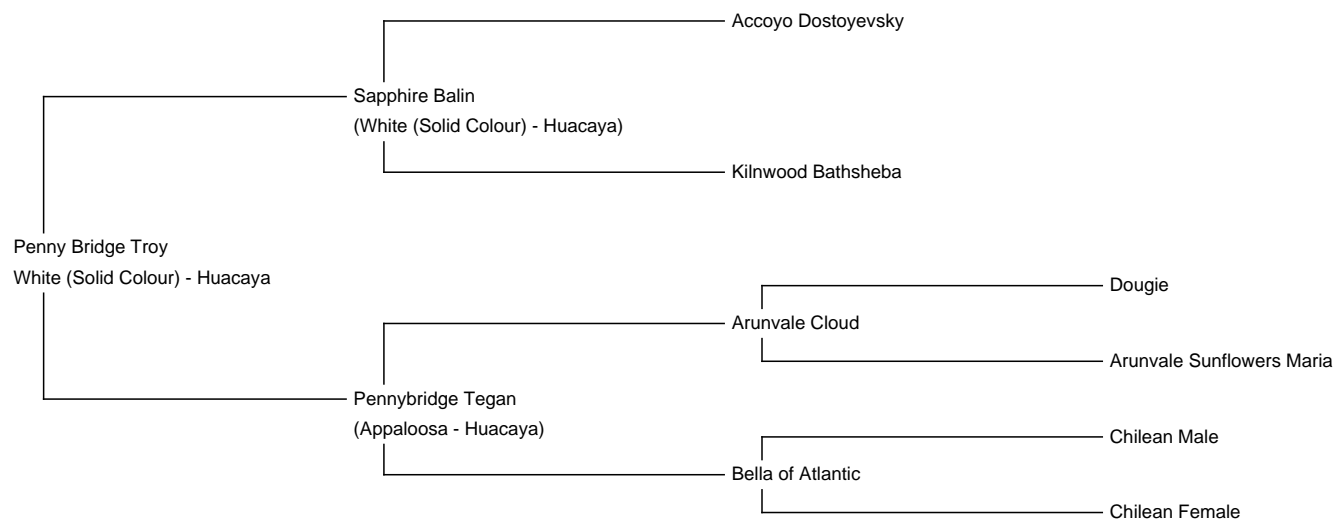 Accoyo Dostoyevsky
Sapphire Balin
(White (Solid Colour) - Huacaya)
Kilnwood Bathsheba
Penny Bridge Troy
White (Solid Colour) - Huacaya
Dougie
Arunvale Cloud
Arunvale Sunflowers Maria
Pennybridge Tegan
(Appaloosa - Huacaya)
Chilean Male
Bella of Atlantic
Chilean Female